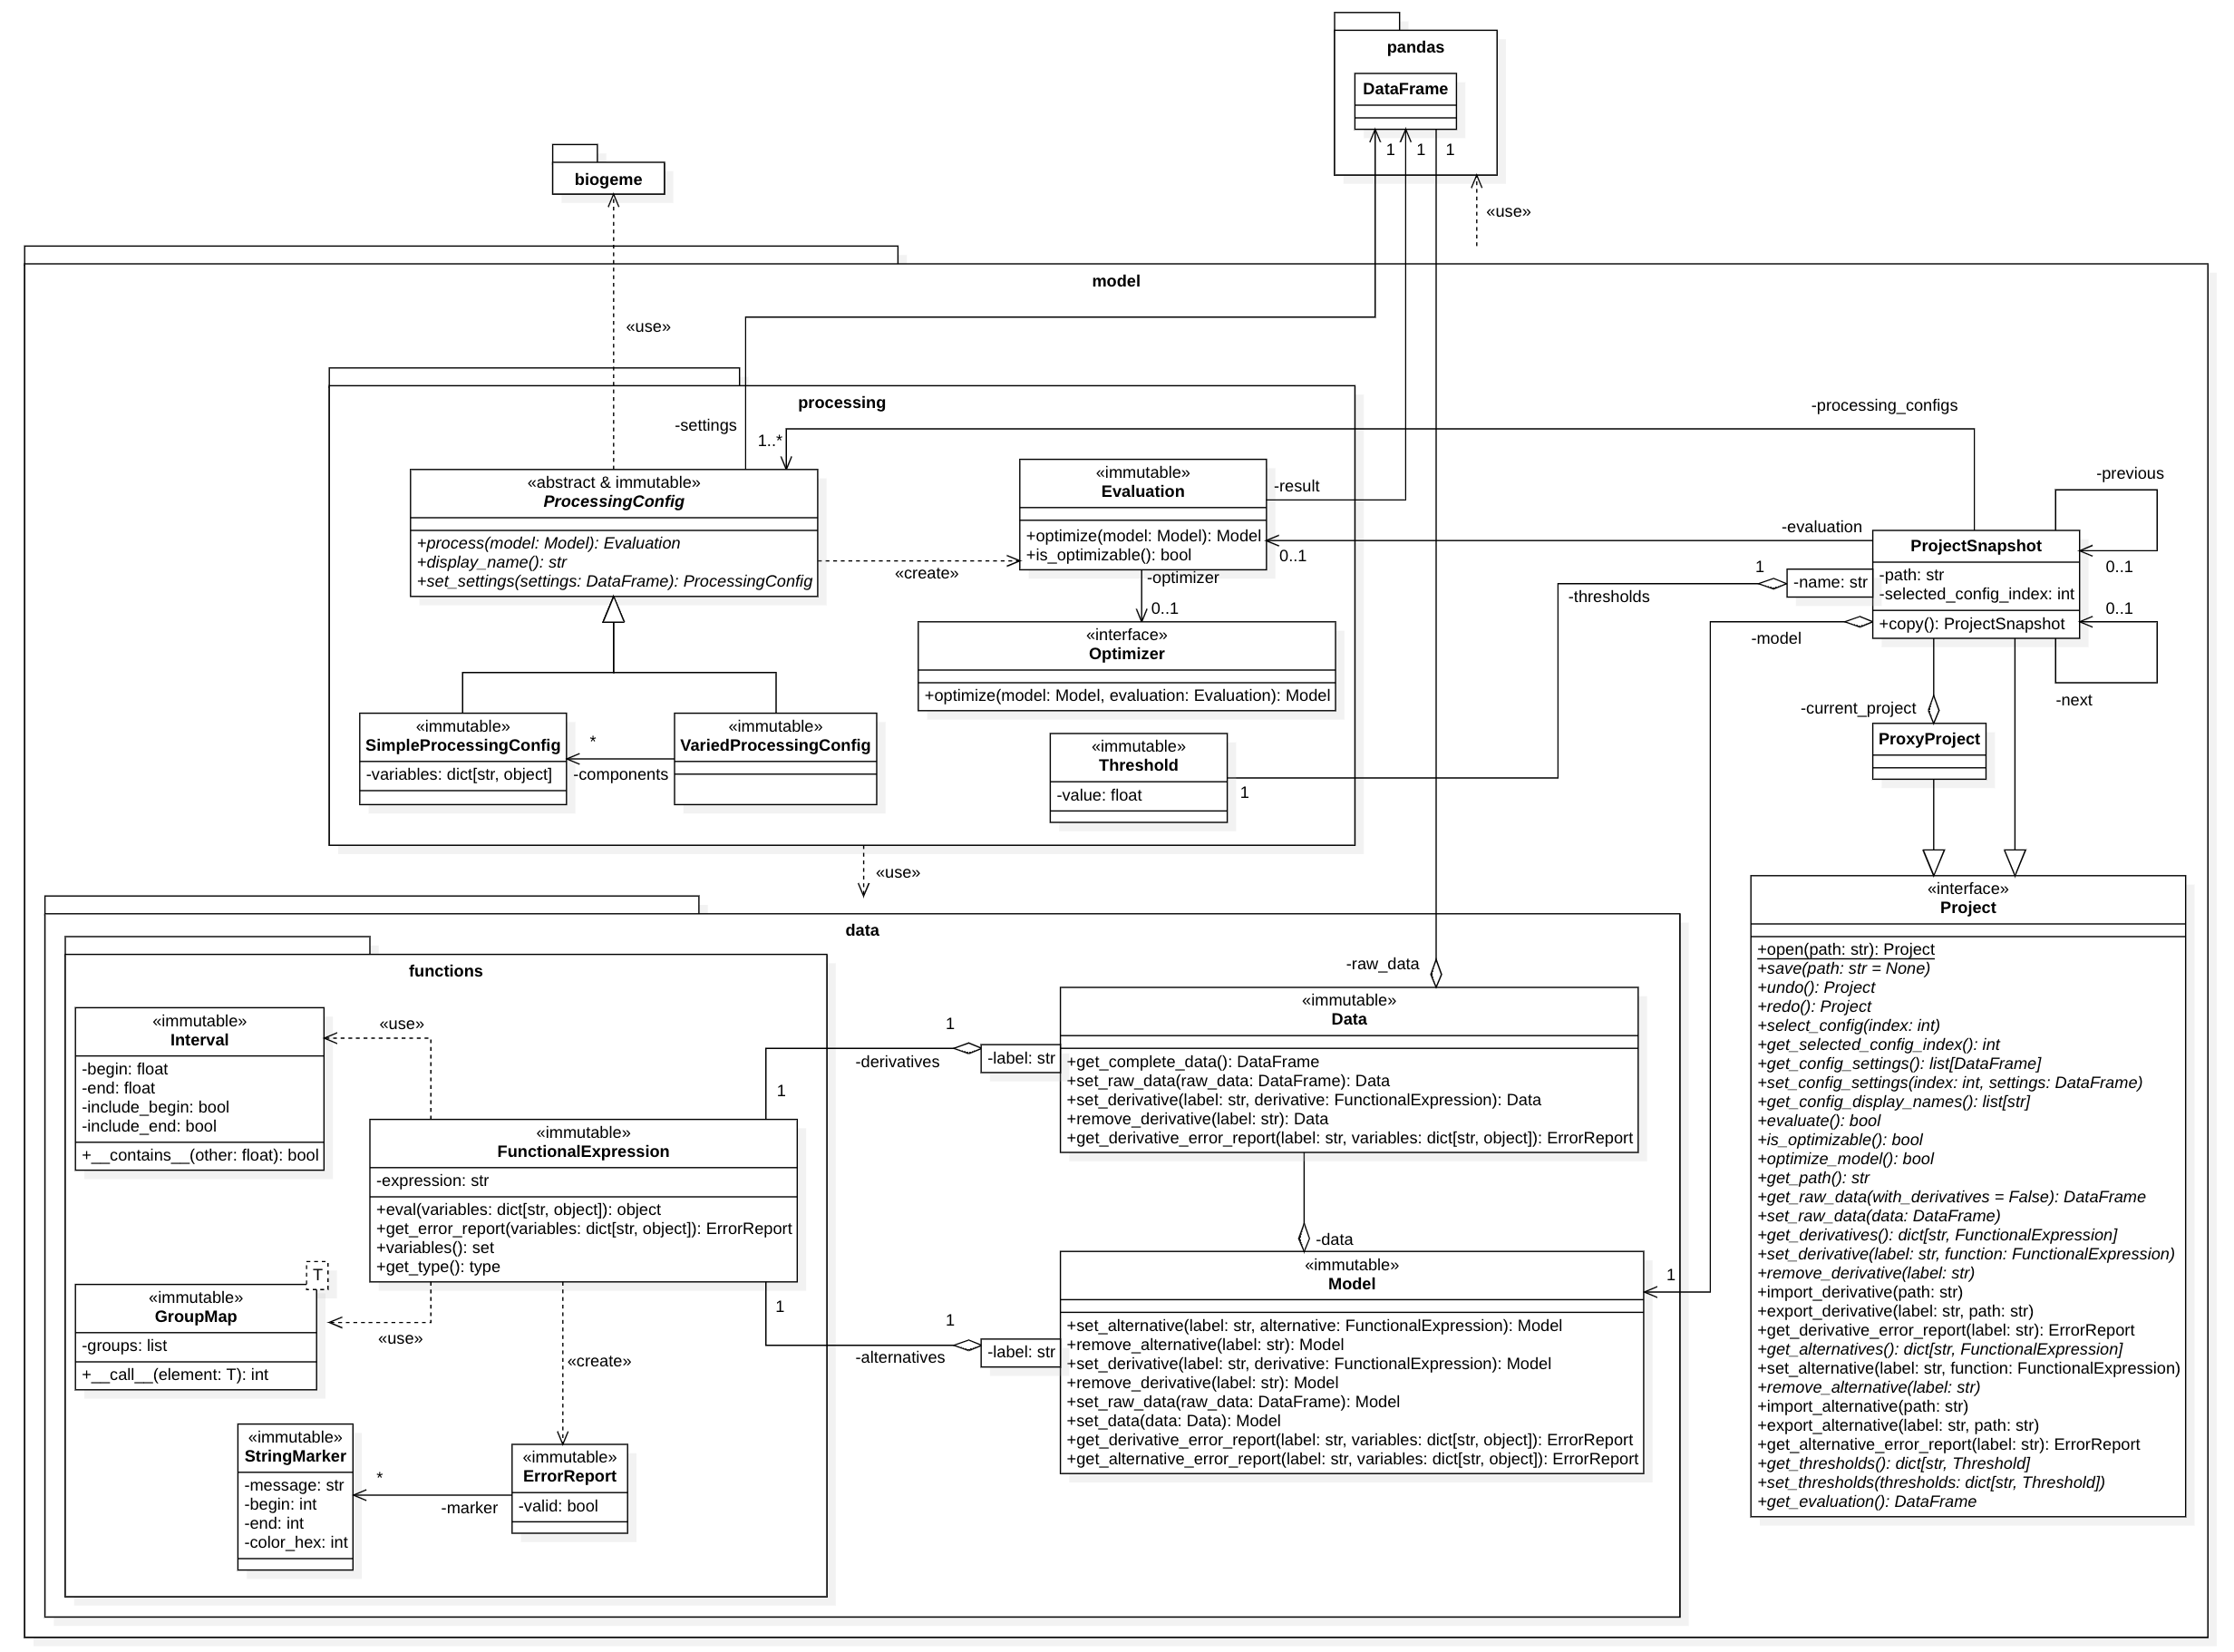 pandas
DataFrame
1
1
1
«use»
biogeme
«use»
model
processing
-settings
1..*
-processing_configs
«abstract & immutable»
ProcessingConfig
+process(model: Model): Evaluation
+display_name(): str
+set_settings(settings: DataFrame): ProcessingConfig
«create»
«immutable»
Evaluation
+optimize(model: Model): Model
+is_optimizable(): bool
-result
-evaluation
0..1
-optimizer
0..1
«interface»
Optimizer
+optimize(model: Model, evaluation: Evaluation): Model
«immutable»
SimpleProcessingConfig
-variables: dict[str, object]
*
-components
«immutable»
VariedProcessingConfig
«immutable»
Threshold
-value: float
1
-thresholds
1
-name: str
-model
ProjectSnapshot
-path: str
-selected_config_index: int
+copy(): ProjectSnapshot
-previous
0..1
0..1
-next
-current_project
ProxyProject
«use»
«interface»
Project
+open(path: str): Project
+save(path: str = None)
+undo(): Project
+redo(): Project
+select_config(index: int)
+get_selected_config_index(): int
+get_config_settings(): list[DataFrame]
+set_config_settings(index: int, settings: DataFrame)
+get_config_display_names(): list[str]
+evaluate(): bool
+is_optimizable(): bool
+optimize_model(): bool
+get_path(): str
+get_raw_data(with_derivatives = False): DataFrame
+set_raw_data(data: DataFrame)
+get_derivatives(): dict[str, FunctionalExpression]
+set_derivative(label: str, function: FunctionalExpression)
+remove_derivative(label: str)
+import_derivative(path: str)
+export_derivative(label: str, path: str)
+get_derivative_error_report(label: str): ErrorReport
+get_alternatives(): dict[str, FunctionalExpression]
+set_alternative(label: str, function: FunctionalExpression)
+remove_alternative(label: str)
+import_alternative(path: str)
+export_alternative(label: str, path: str)
+get_alternative_error_report(label: str): ErrorReport
+get_thresholds(): dict[str, Threshold]
+set_thresholds(thresholds: dict[str, Threshold])
+get_evaluation(): DataFrame
data
functions
«immutable»
Interval
-begin: float
-end: float
-include_begin: bool
-include_end: bool
+__contains__(other: float): bool
«use»
«immutable»
FunctionalExpression
-expression: str
+eval(variables: dict[str, object]): object
+get_error_report(variables: dict[str, object]): ErrorReport
+variables(): set
+get_type(): type
T
«immutable»
GroupMap
-groups: list
+__call__(element: T): int
«use»
«create»
«immutable»
StringMarker
-message: str
-begin: int
-end: int
-color_hex: int
*
-marker
«immutable»
ErrorReport
-valid: bool
1
-derivatives
1
-label: str
-raw_data
«immutable»
Data
+get_complete_data(): DataFrame
+set_raw_data(raw_data: DataFrame): Data
+set_derivative(label: str, derivative: FunctionalExpression): Data
+remove_derivative(label: str): Data
+get_derivative_error_report(label: str, variables: dict[str, object]): ErrorReport
-data
1
1
-alternatives
1
-label: str
«immutable»
Model
+set_alternative(label: str, alternative: FunctionalExpression): Model
+remove_alternative(label: str): Model
+set_derivative(label: str, derivative: FunctionalExpression): Model
+remove_derivative(label: str): Model
+set_raw_data(raw_data: DataFrame): Model
+set_data(data: Data): Model
+get_derivative_error_report(label: str, variables: dict[str, object]): ErrorReport
+get_alternative_error_report(label: str, variables: dict[str, object]): ErrorReport